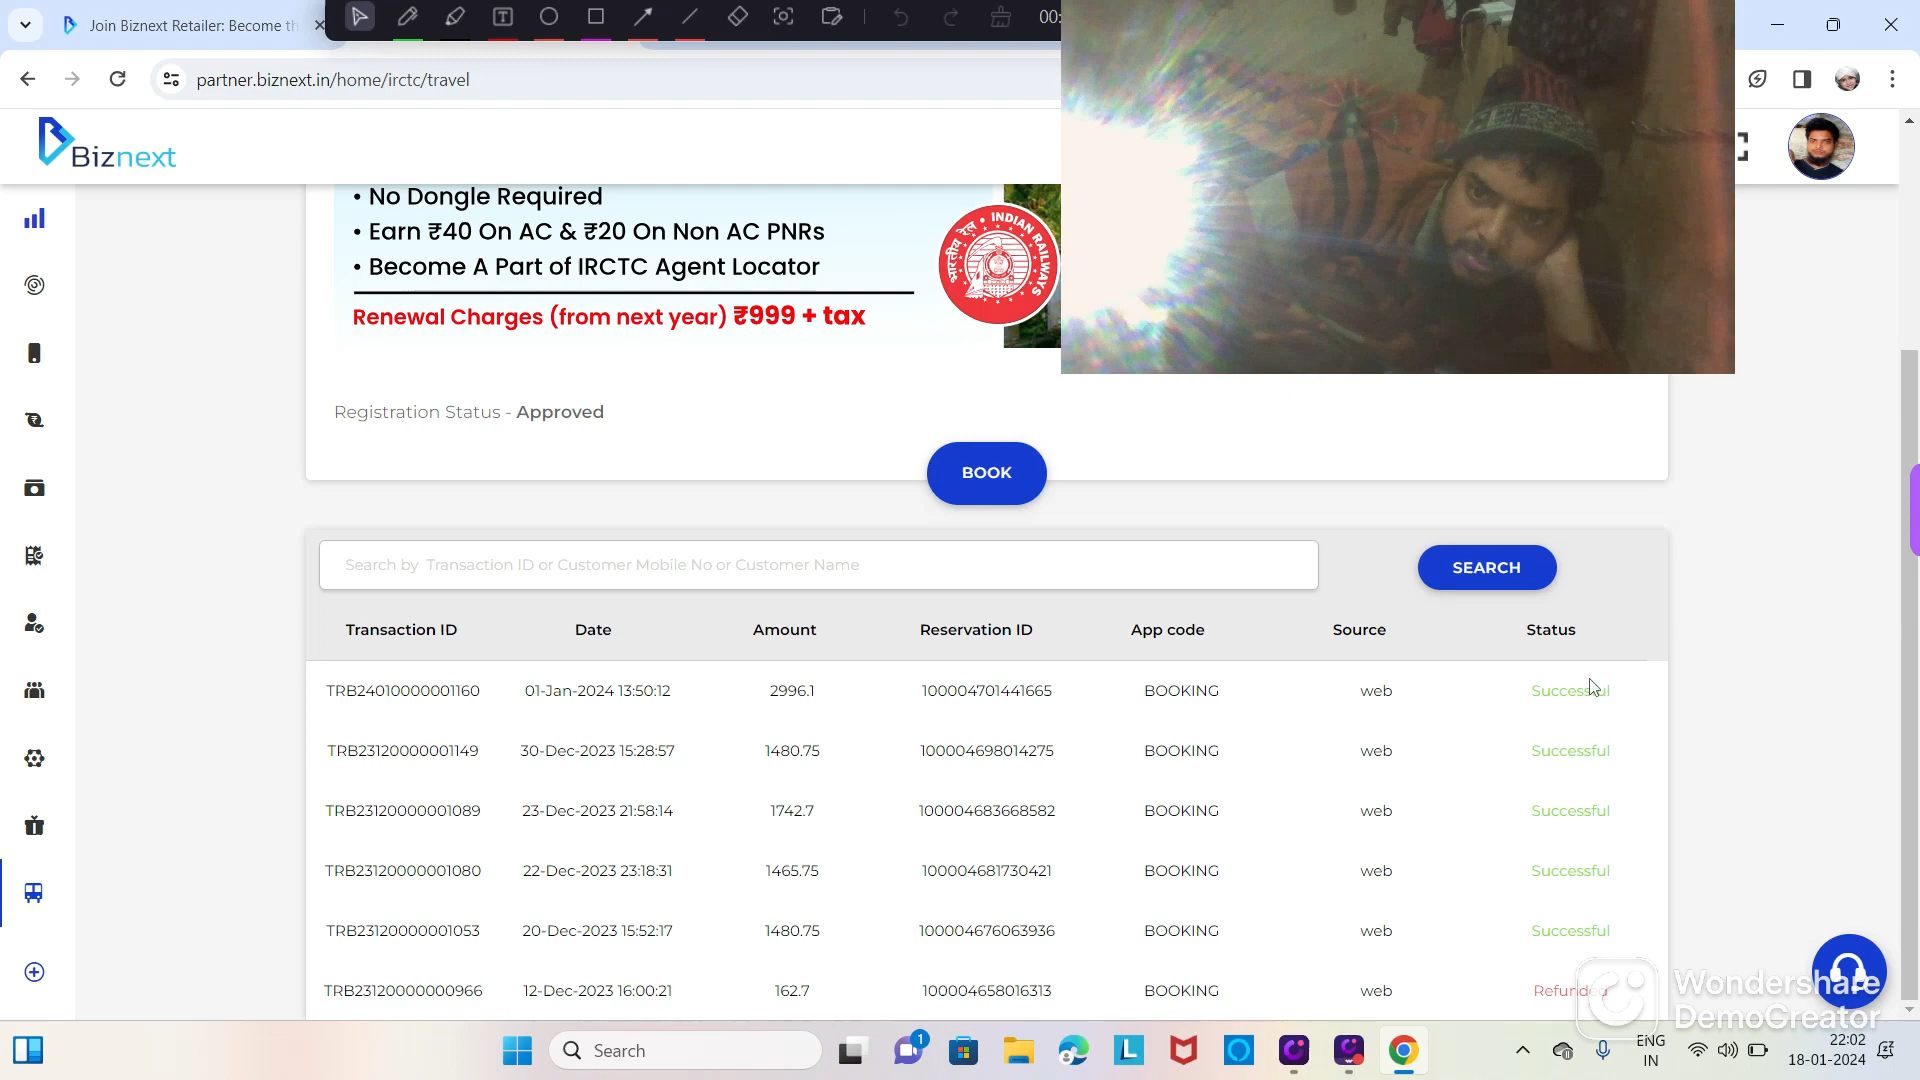 Join Biznext Retailer: Become th
00:
partner.biznext.in/home/irctc/travel
Biznext
• No Dongle Required
• Earn ₹40 On AC & ₹20 On Non AC PNRs
• Become A Part of IRCTC Agent Locator
Renewal Charges (from next year) ₹999 + tax
भारतीय रेल • INDIAN RAILWAYS
Registration Status - Approved
BOOK
Search by Transaction ID or Customer Mobile No or Customer Name
SEARCH
Transaction ID Date Amount Reservation ID App code Source Status
TRB24010000001160 01-Jan-2024 13:50:12 2996.1 100004701441665 BOOKING web Successful
TRB23120000001149 30-Dec-2023 15:28:57 1480.75 100004698014275 BOOKING web Successful
TRB23120000001089 23-Dec-2023 21:58:14 1742.7 100004683668582 BOOKING web Successful
TRB23120000001080 22-Dec-2023 23:18:31 1465.75 100004681730421 BOOKING web Successful
TRB23120000001053 20-Dec-2023 15:52:17 1480.75 100004676063936 BOOKING web Successful
TRB23120000000966 12-Dec-2023 16:00:21 162.7 100004658016313 BOOKING web Refunded
Wondershare
DemoCreator
Search
1
ENG
IN
22:02
18-01-2024